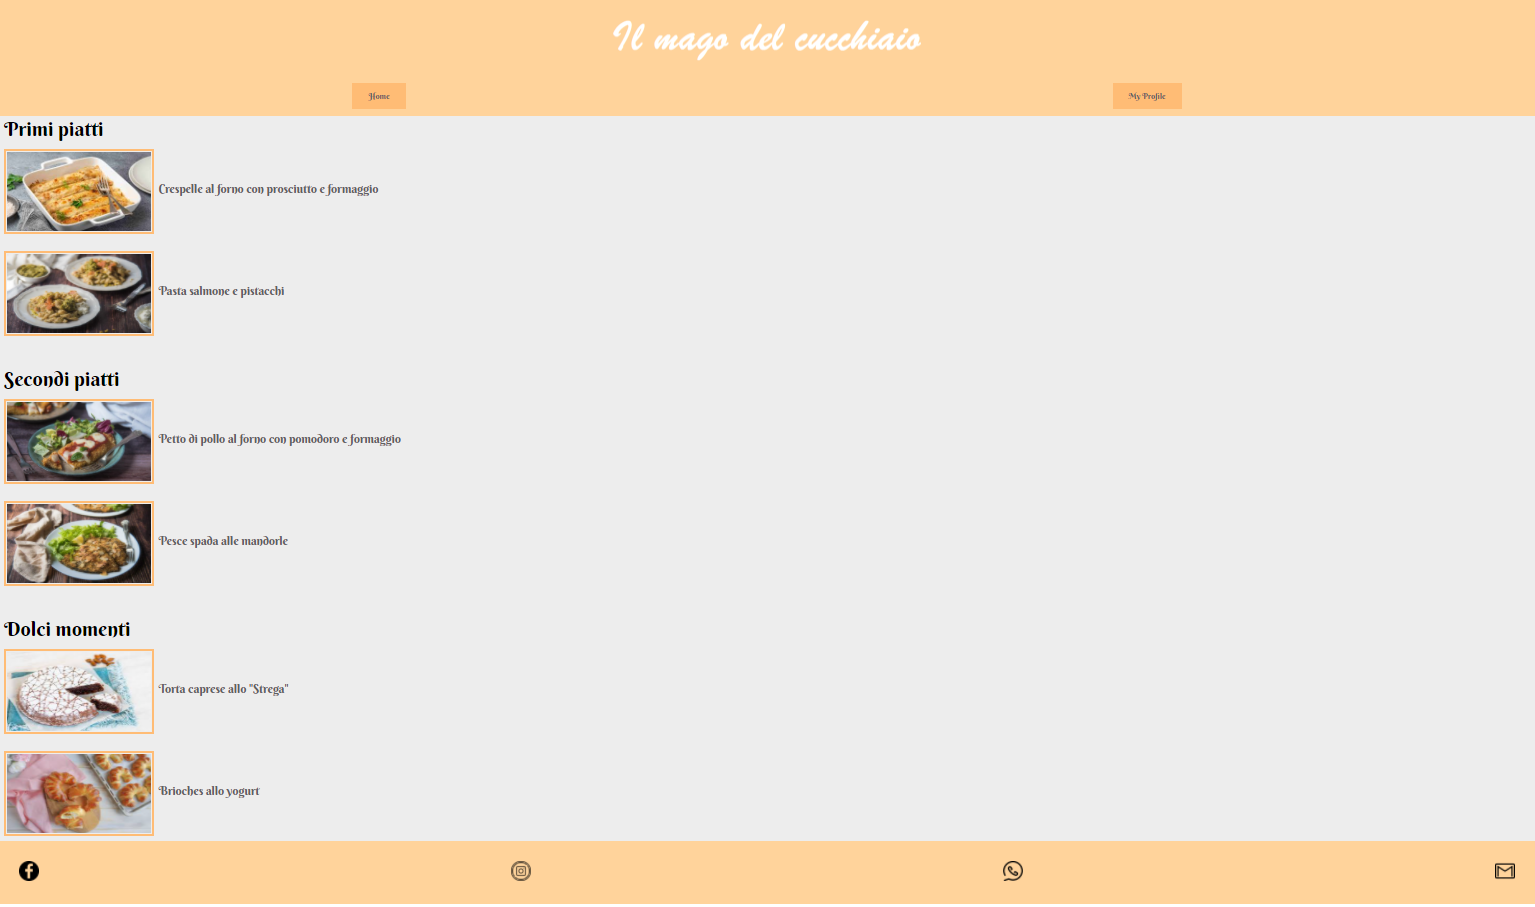 Il mago del cucchiaio
Home
My Profile
Primi piatti
Crespelle al forno con prosciutto e formaggio
Pasta salmone e pistacchi
Secondi piatti
Petto di pollo al forno con pomodoro e formaggio
Pesce spada alle mandorle
Dolci momenti
Torta caprese allo "Strega"
Brioches allo yogurt